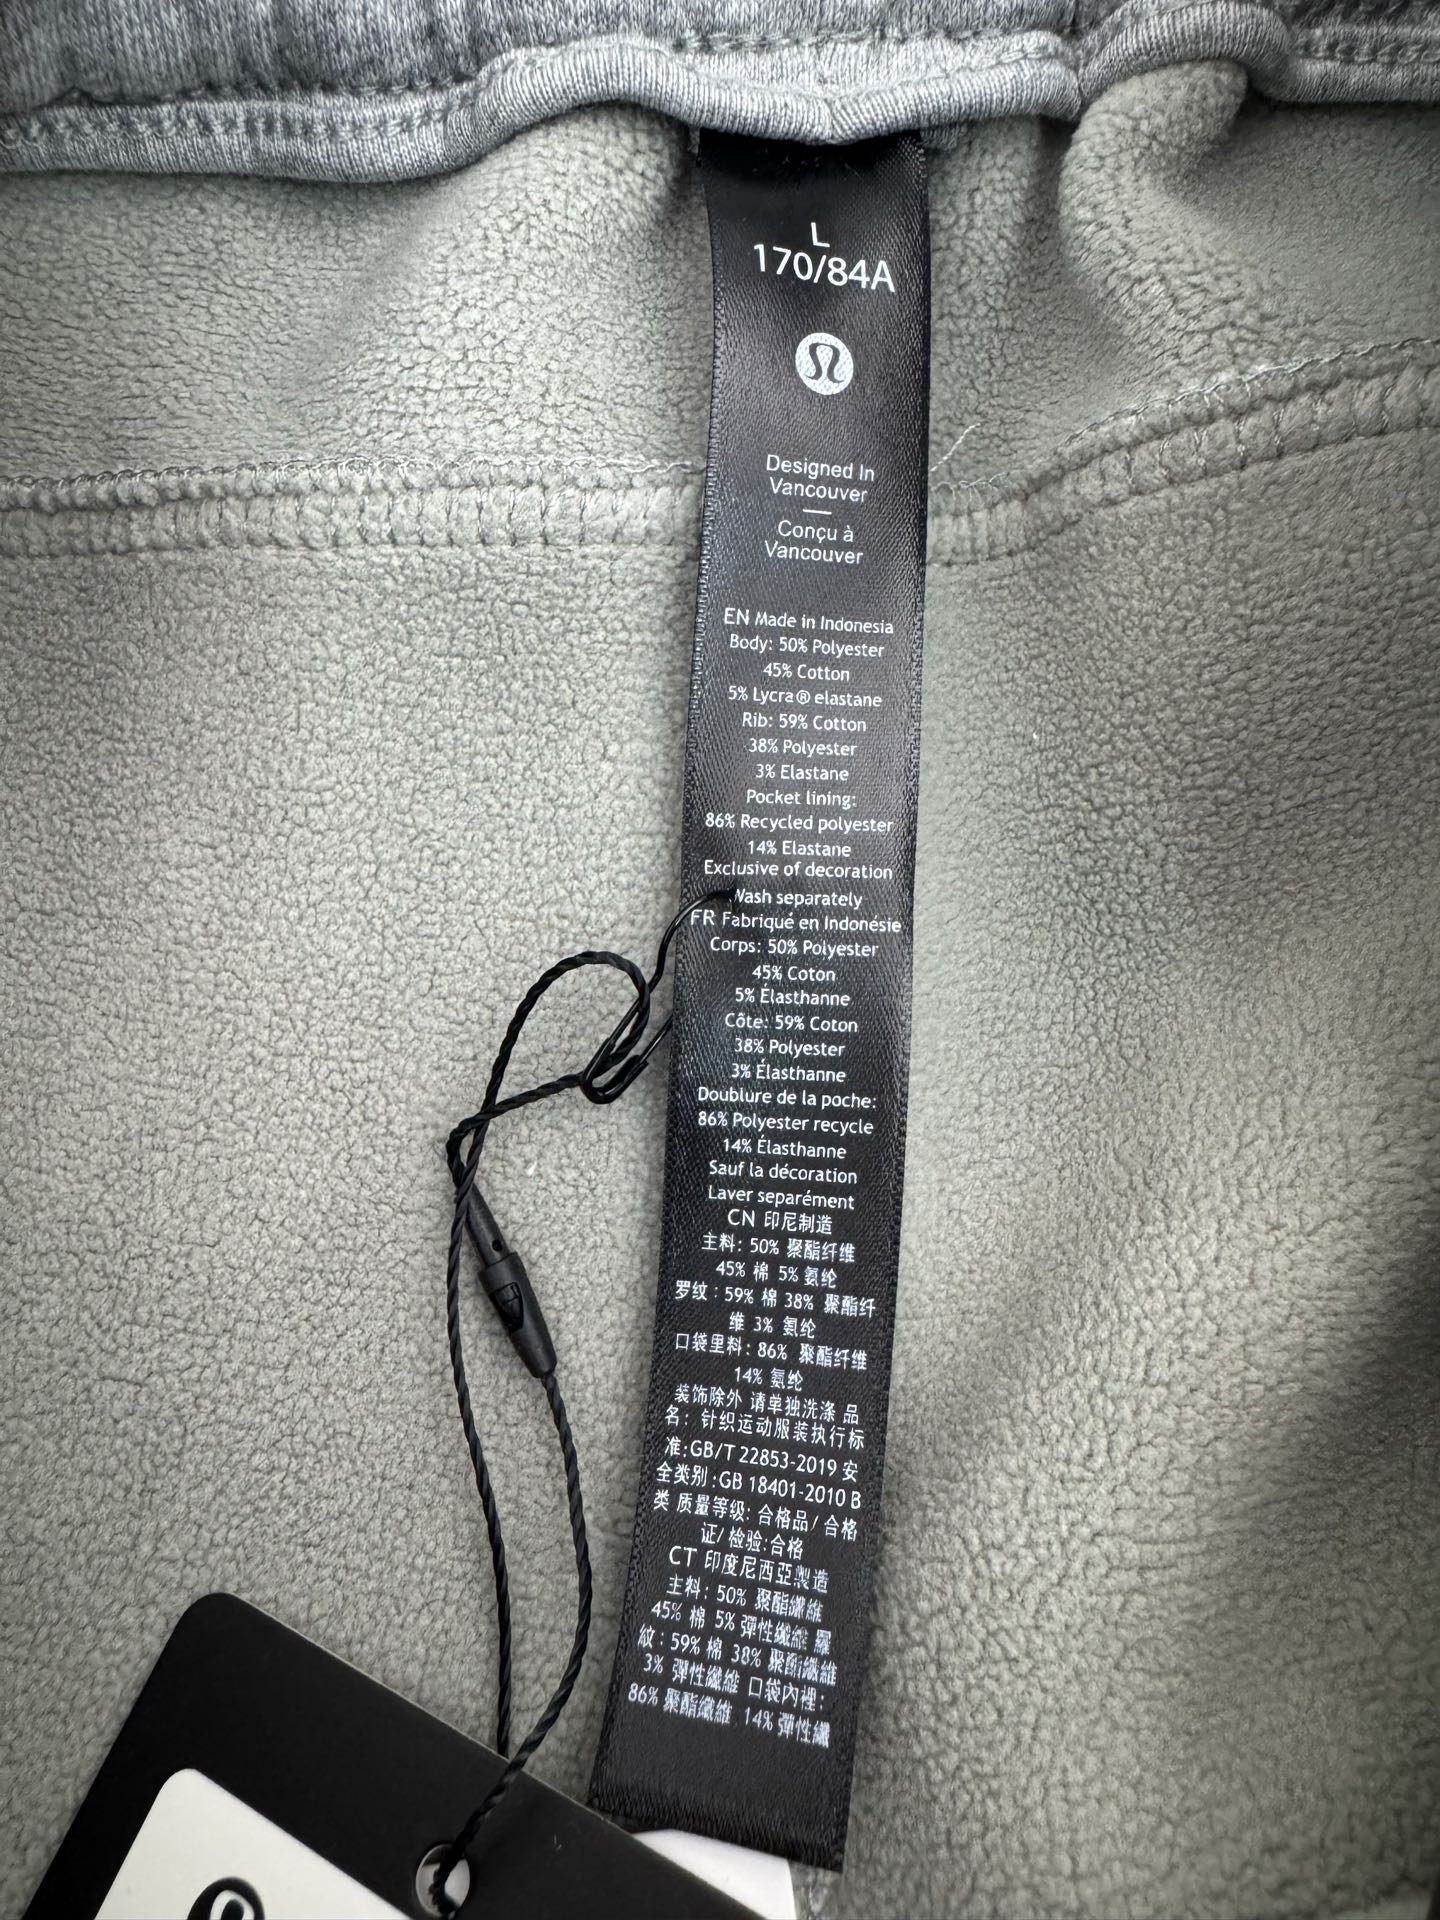 L
170/84A
Designed In
Vancouver
Conçu à
Vancouver
EN Made in Indonesia
Body: 50% Polyester
45% Cotton
5% Lycra® elastane
Rib: 59% Cotton
38% Polyester
3% Elastane
Pocket lining:
86% Recycled polyester
14% Elastane
Exclusive of decoration
Wash separately
FR Fabriqué en Indonésie
Corps: 50% Polyester
45% Coton
5% Élasthanne
Côte: 59% Coton
38% Polyester
3% Élasthanne
Doublure de la poche:
86% Polyester recycle
14% Élasthanne
Sauf la décoration
Laver separément
CN 印尼制造
主料: 50% 聚酯纤维
45% 棉 5% 氨纶
罗纹: 59% 棉 38% 聚酯纤
维 3% 氨纶
口袋里料: 86% 聚酯纤维
14% 氨纶
装饰除外 请单独洗涤 品
名: 针织运动服装执行标
准:GB/T 22853-2019 安
全类别:GB 18401-2010 B
类 质量等级: 合格品/ 合格
证/ 检验:合格
CT 印度尼西亞製造
主料: 50% 聚酯纖維
45% 棉 5% 彈性纖維 羅
紋: 59% 棉 38% 聚酯纖維
3% 彈性纖維 口袋內裡:
86% 聚酯纖維 14% 彈性纖